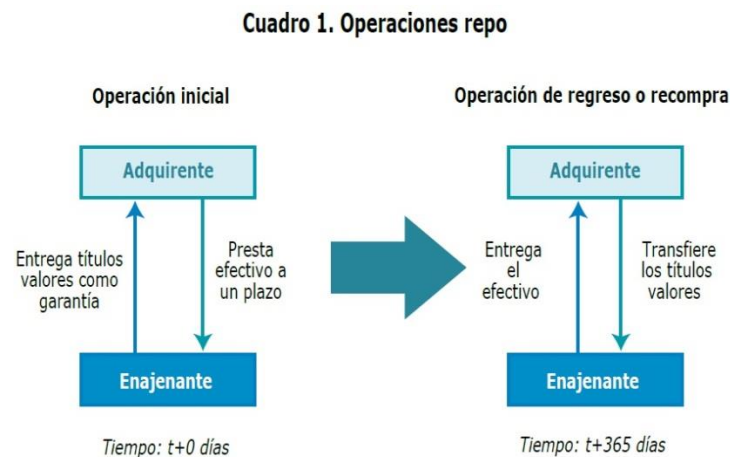 Cuadro 1. Operaciones repo
Operación inicial
Adquirente
Entrega títulos
valores como
garantía
Presta
efectivo a
un plazo
Enajenante
Tiempo: t+0 días
Operación de regreso o recompra
Adquirente
Entrega
el
efectivo
Transfiere
los títulos
valores
Enajenante
Tiempo: t+365 días